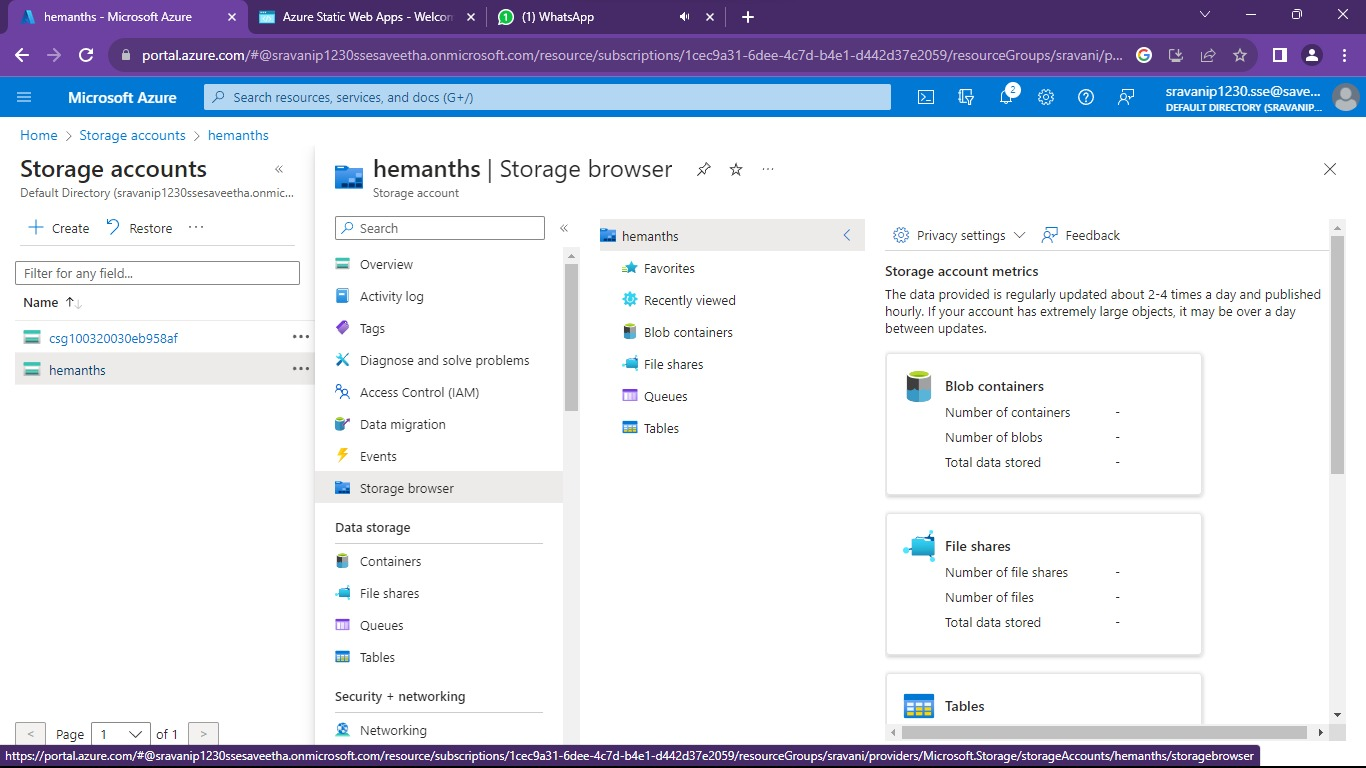 hemanths - Microsoft Azure
Azure Static Web Apps - Welcon
(1) WhatsApp
portal.azure.com/#@sravanip1230ssesaveetha.onmicrosoft.com/resource/subscriptions/1cec9a31-6dee-4c7d-b4e1-d442d37e2059/resourceGroups/sravani/p...
Microsoft Azure
Search resources, services, and docs (G+/)
2
sravanip1230.sse@save...
DEFAULT DIRECTORY (SRAVANIP...
Home > Storage accounts > hemanths
Storage accounts
Default Directory (sravanip1230ssesaveetha.onmic...
Create
Restore
...
Filter for any field...
Name
csg100320030eb958af
hemanths
< Page 1 of 1 >
hemanths | Storage browser
Storage account
Search
Overview
Activity log
Tags
Diagnose and solve problems
Access Control (IAM)
Data migration
Events
Storage browser
Data storage
Containers
File shares
Queues
Tables
Security + networking
Networking
hemanths
Favorites
Recently viewed
Blob containers
File shares
Queues
Tables
Privacy settings
Feedback
Storage account metrics
The data provided is regularly updated about 2-4 times a day and published
hourly. If your account has extremely large objects, it may be over a day
between updates.
Blob containers
Number of containers -
Number of blobs -
Total data stored -
File shares
Number of file shares -
Number of files -
Total data stored -
Tables
https://portal.azure.com/#@sravanip1230ssesaveetha.onmicrosoft.com/resource/subscriptions/1cec9a31-6dee-4c7d-b4e1-d442d37e2059/resourceGroups/sravani/providers/Microsoft.Storage/storageAccounts/hemanths/storagebrowser